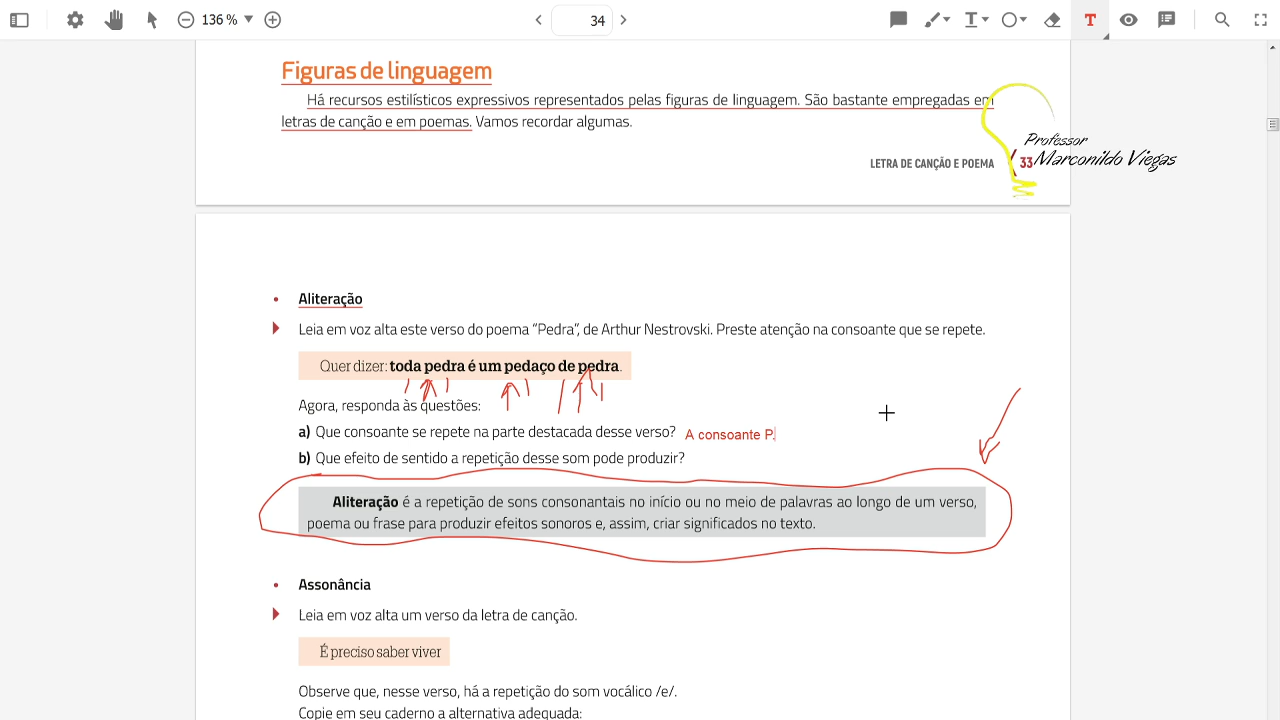 136 %
34
T
T
Figuras de linguagem
Há recursos estilísticos expressivos representados pelas figuras de linguagem. São bastante empregadas em
letras de canção e em poemas. Vamos recordar algumas.
Professor
LETRA DE CANÇÃO E POEMA 33 Marconildo Viegas
• Aliteração
Leia em voz alta este verso do poema “Pedra”, de Arthur Nestrovski. Preste atenção na consoante que se repete.
Quer dizer: toda pedra é um pedaço de pedra.
Agora, responda às questões:
a) Que consoante se repete na parte destacada desse verso? A consoante P.
b) Que efeito de sentido a repetição desse som pode produzir?
Aliteração é a repetição de sons consonantais no início ou no meio de palavras ao longo de um verso,
poema ou frase para produzir efeitos sonoros e, assim, criar significados no texto.
• Assonância
Leia em voz alta um verso da letra de canção.
É preciso saber viver
Observe que, nesse verso, há a repetição do som vocálico /e/.
Copie em seu caderno a alternativa adequada: